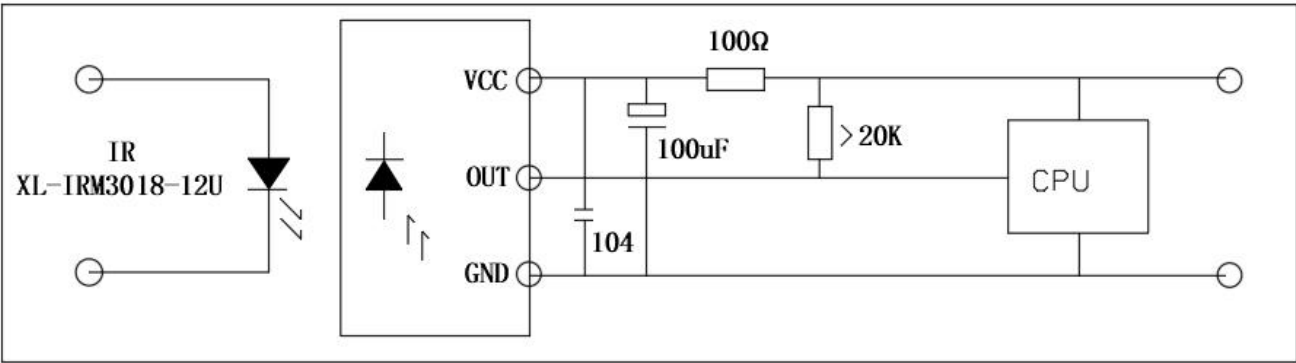 100Ω
VCC
100uF
>20K
IR
XL-IRM3018-12U
OUT
CPU
104
GND